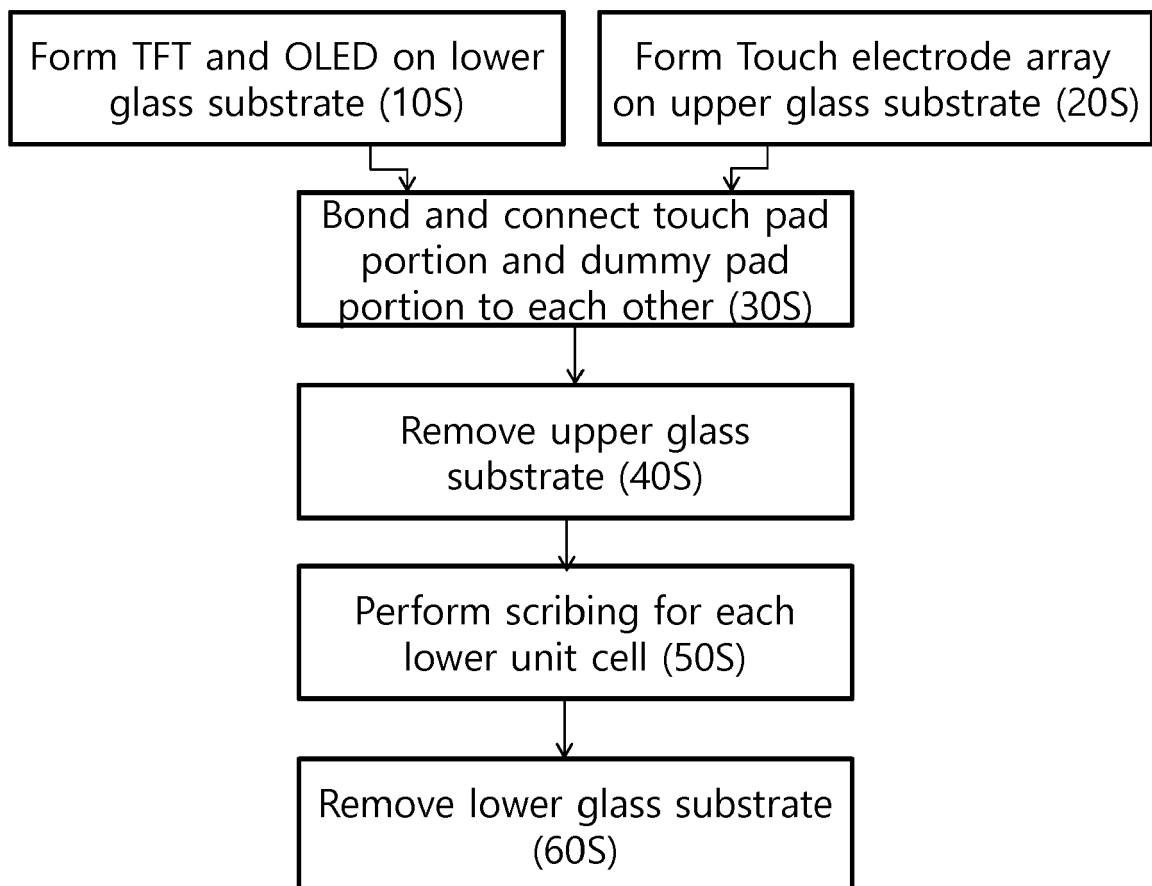 Form TFT and OLED on lower
glass substrate (10S)
Form Touch electrode array
on upper glass substrate (20S)
Bond and connect touch pad
portion and dummy pad
portion to each other (30S)
Remove upper glass
substrate (40S)
Perform scribing for each
lower unit cell (50S)
Remove lower glass substrate
(60S)